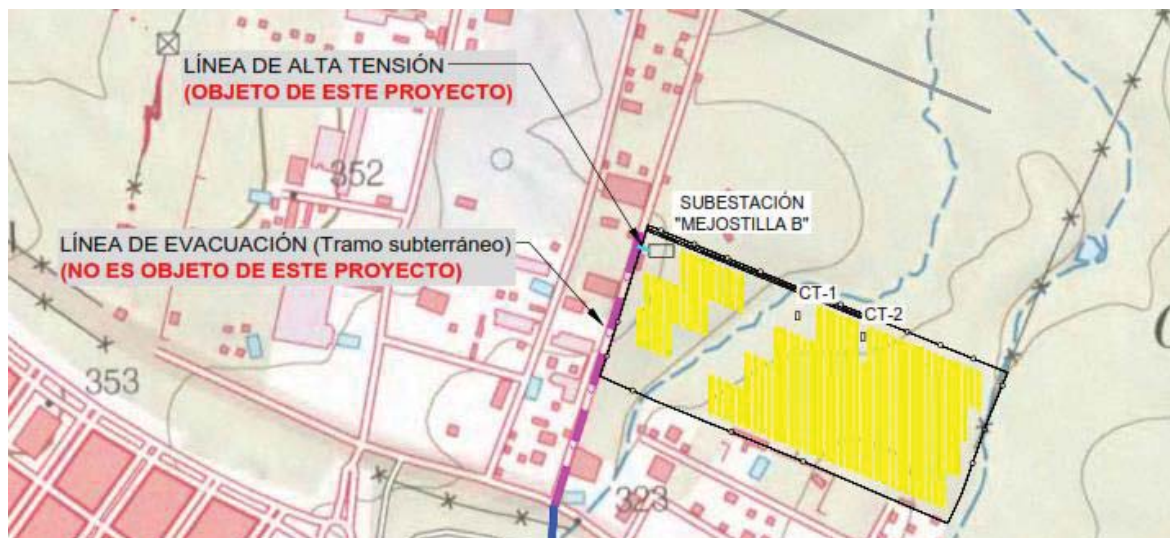 LÍNEA DE ALTA TENSIÓN
(OBJETO DE ESTE PROYECTO)
352
SUBESTACIÓN
"MEJOSTILLA B"
LÍNEA DE EVACUACIÓN (Tramo subterráneo)
(NO ES OBJETO DE ESTE PROYECTO)
CT-1
CT-2
353
323